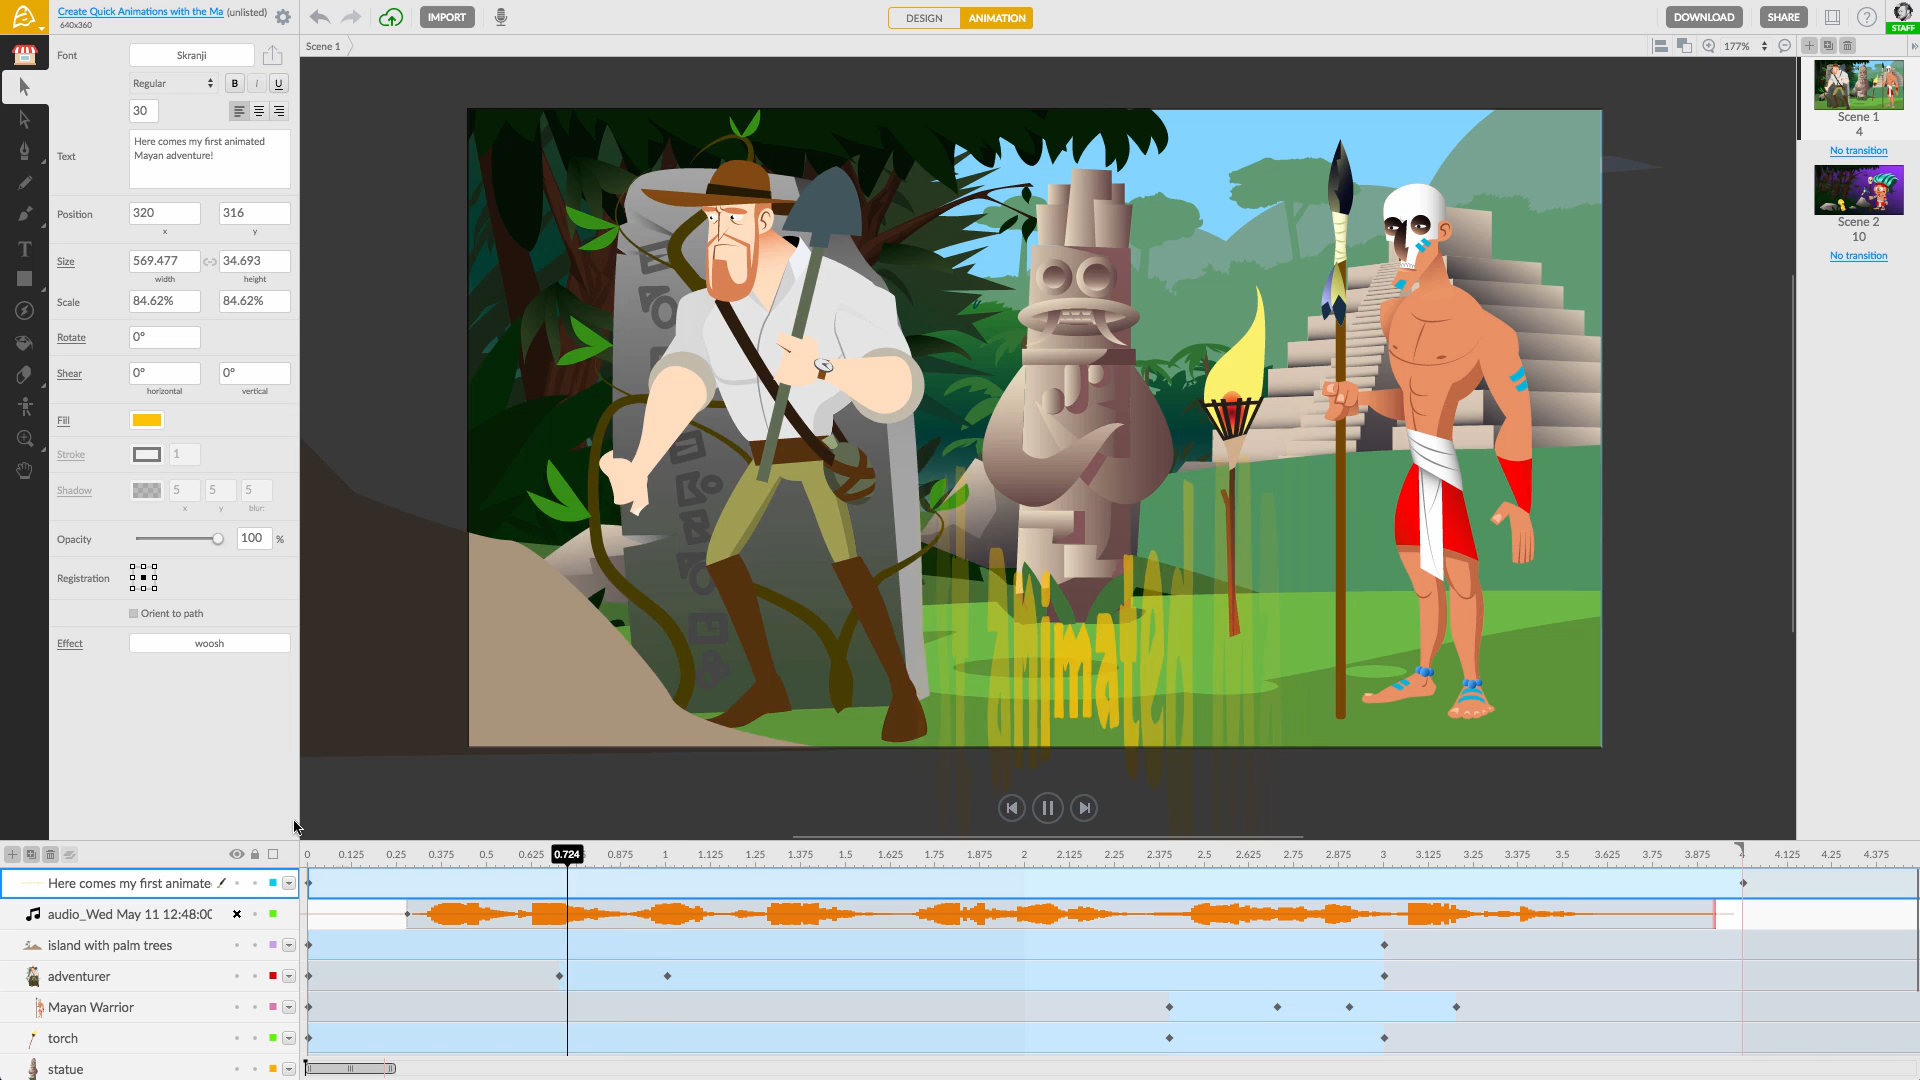 Create Quick Animations with the Ma (unlisted)
640x360
IMPORT
DESIGN
ANIMATION
DOWNLOAD
SHARE
?
STAFF
Scene 1
177%
Font
Skranji
Regular
B
I
U
30
Text
Here comes my first animated
Mayan adventure!
Position
320
316
x
y
Size
569.477
34.693
width
height
Scale
84.62%
84.62%
Rotate
0°
Shear
0°
0°
horizontal
vertical
Fill
Stroke
1
Shadow
5
5
5
x
y
blur:
Opacity
100
%
Registration
Orient to path
Effect
woosh
animated
Scene 1
4
No transition
Scene 2
10
No transition
0 0.125 0.25 0.375 0.5 0.625 0.724 0.875 1 1.125 1.25 1.375 1.5 1.625 1.75 1.875 2 2.125 2.25 2.375 2.5 2.625 2.75 2.875 3 3.125 3.25 3.375 3.5 3.625 3.75 3.875 4 4.125 4.25 4.375
Here comes my first animate
audio_Wed May 11 12:48:00
island with palm trees
adventurer
Mayan Warrior
torch
statue